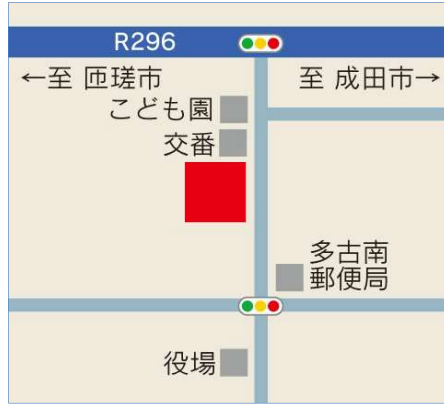 R296
←至 匝瑳市
至 成田市→
こども園
交番
多古南
郵便局
役場